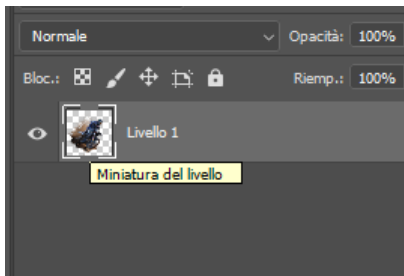 Normale Opacità: 100%
Bloc.: Riemp.: 100%
Livello 1
Miniatura del livello